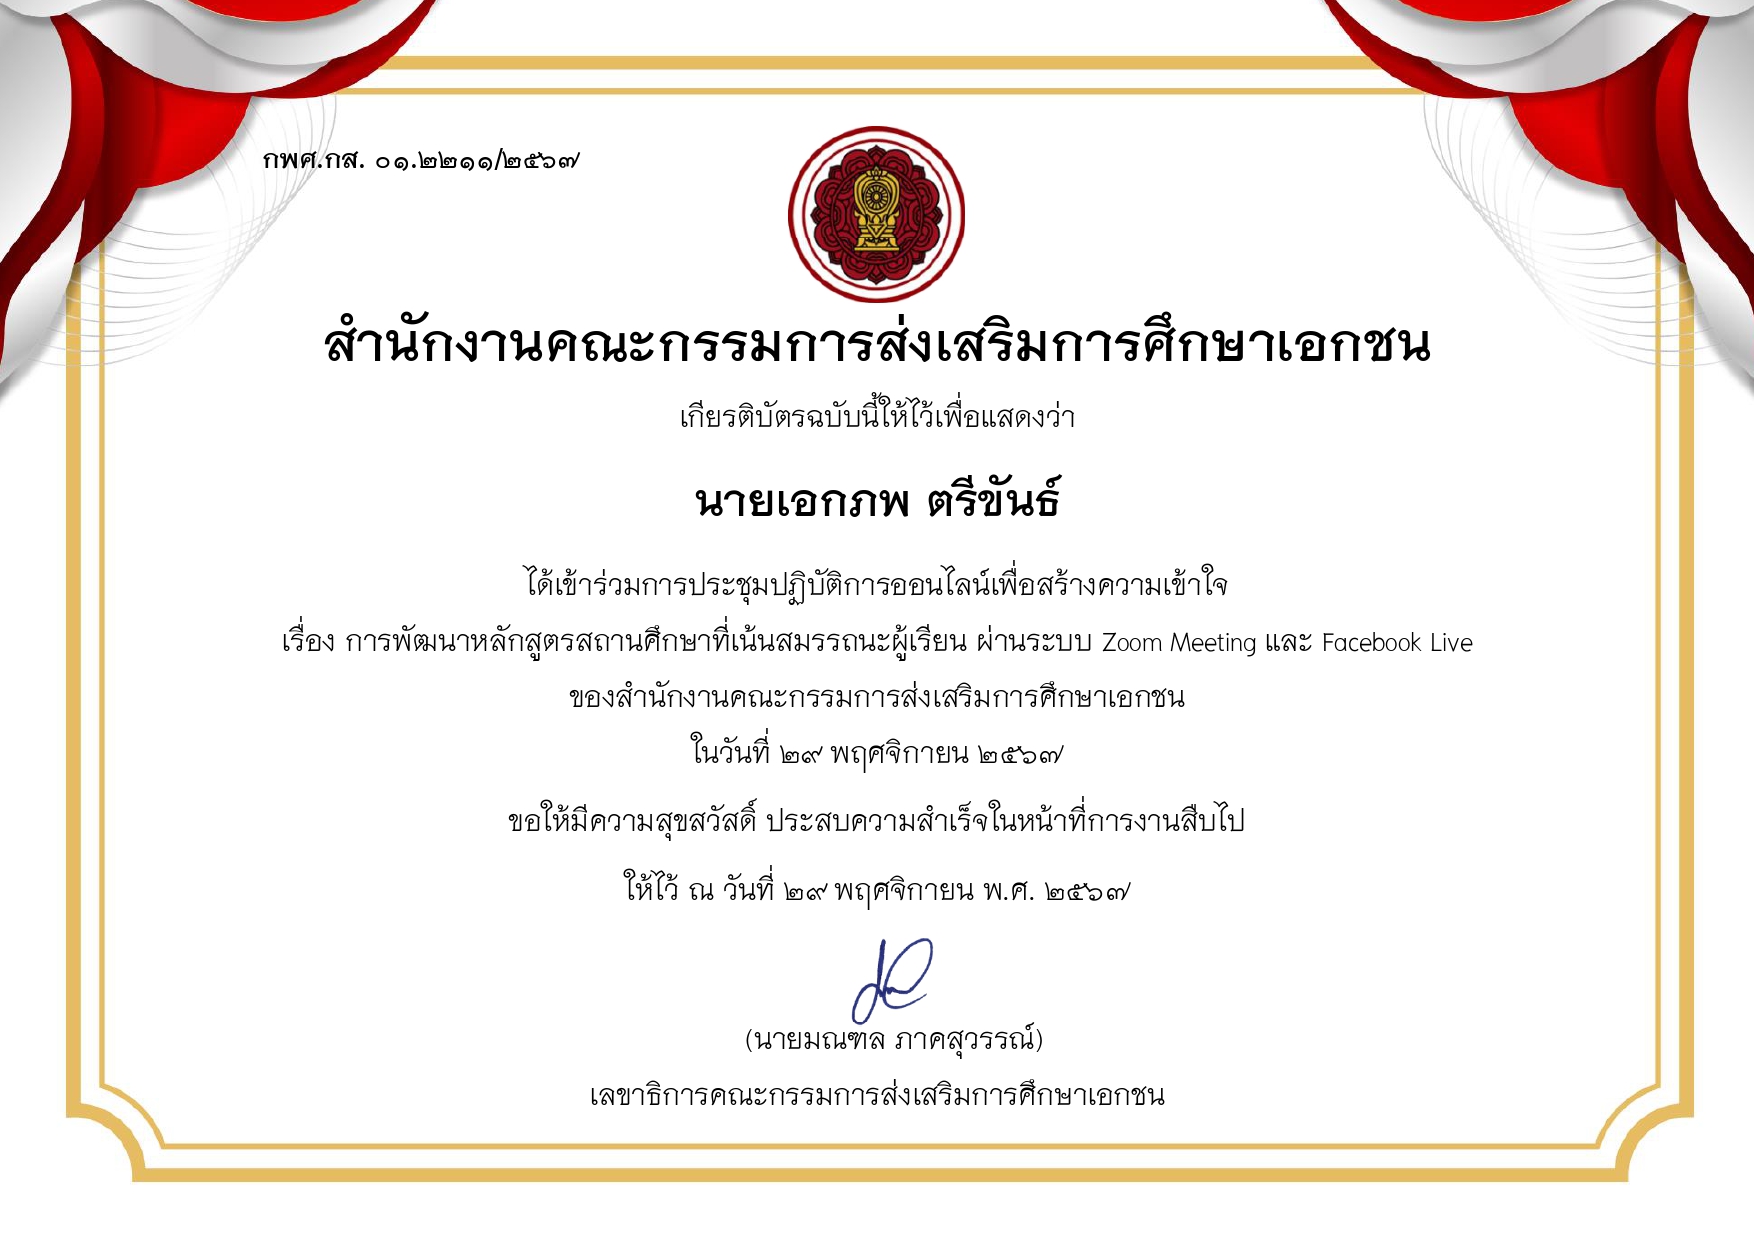 กพศ.กส. ๐๑.๒๒๑๑/๒๕๖๗
สำนักงานคณะกรรมการส่งเสริมการศึกษาเอกชน
เกียรติบัตรฉบับนี้ให้ไว้เพื่อแสดงว่า
นายเอกภพ ตรีขันธ์
ได้เข้าร่วมการประชุมปฏิบัติการออนไลน์เพื่อสร้างความเข้าใจ
เรื่อง การพัฒนาหลักสูตรสถานศึกษาที่เน้นสมรรถนะผู้เรียน ผ่านระบบ Zoom Meeting และ Facebook Live
ของสำนักงานคณะกรรมการส่งเสริมการศึกษาเอกชน
ในวันที่ ๒๙ พฤศจิกายน ๒๕๖๗
ขอให้มีความสุขสวัสดิ์ ประสบความสำเร็จในหน้าที่การงานสืบไป
ให้ไว้ ณ วันที่ ๒๙ พฤศจิกายน พ.ศ. ๒๕๖๗
(นายมณฑล ภาคสุวรรณ์)
เลขาธิการคณะกรรมการส่งเสริมการศึกษาเอกชน